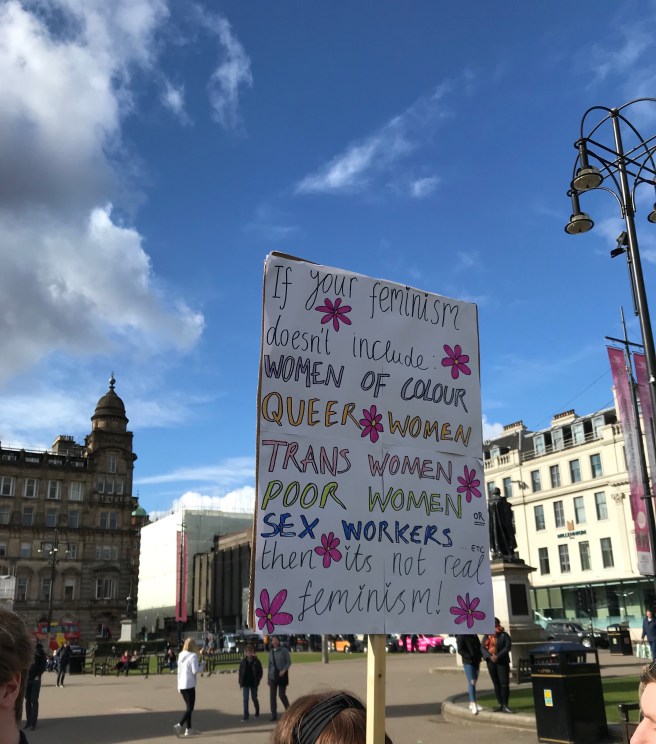 If your feminism
doesn't include:
WOMEN OF COLOUR
QUEER WOMEN
TRANS WOMEN
POOR WOMEN OR
SEX WORKERS
... ETC
then its not real
feminism!